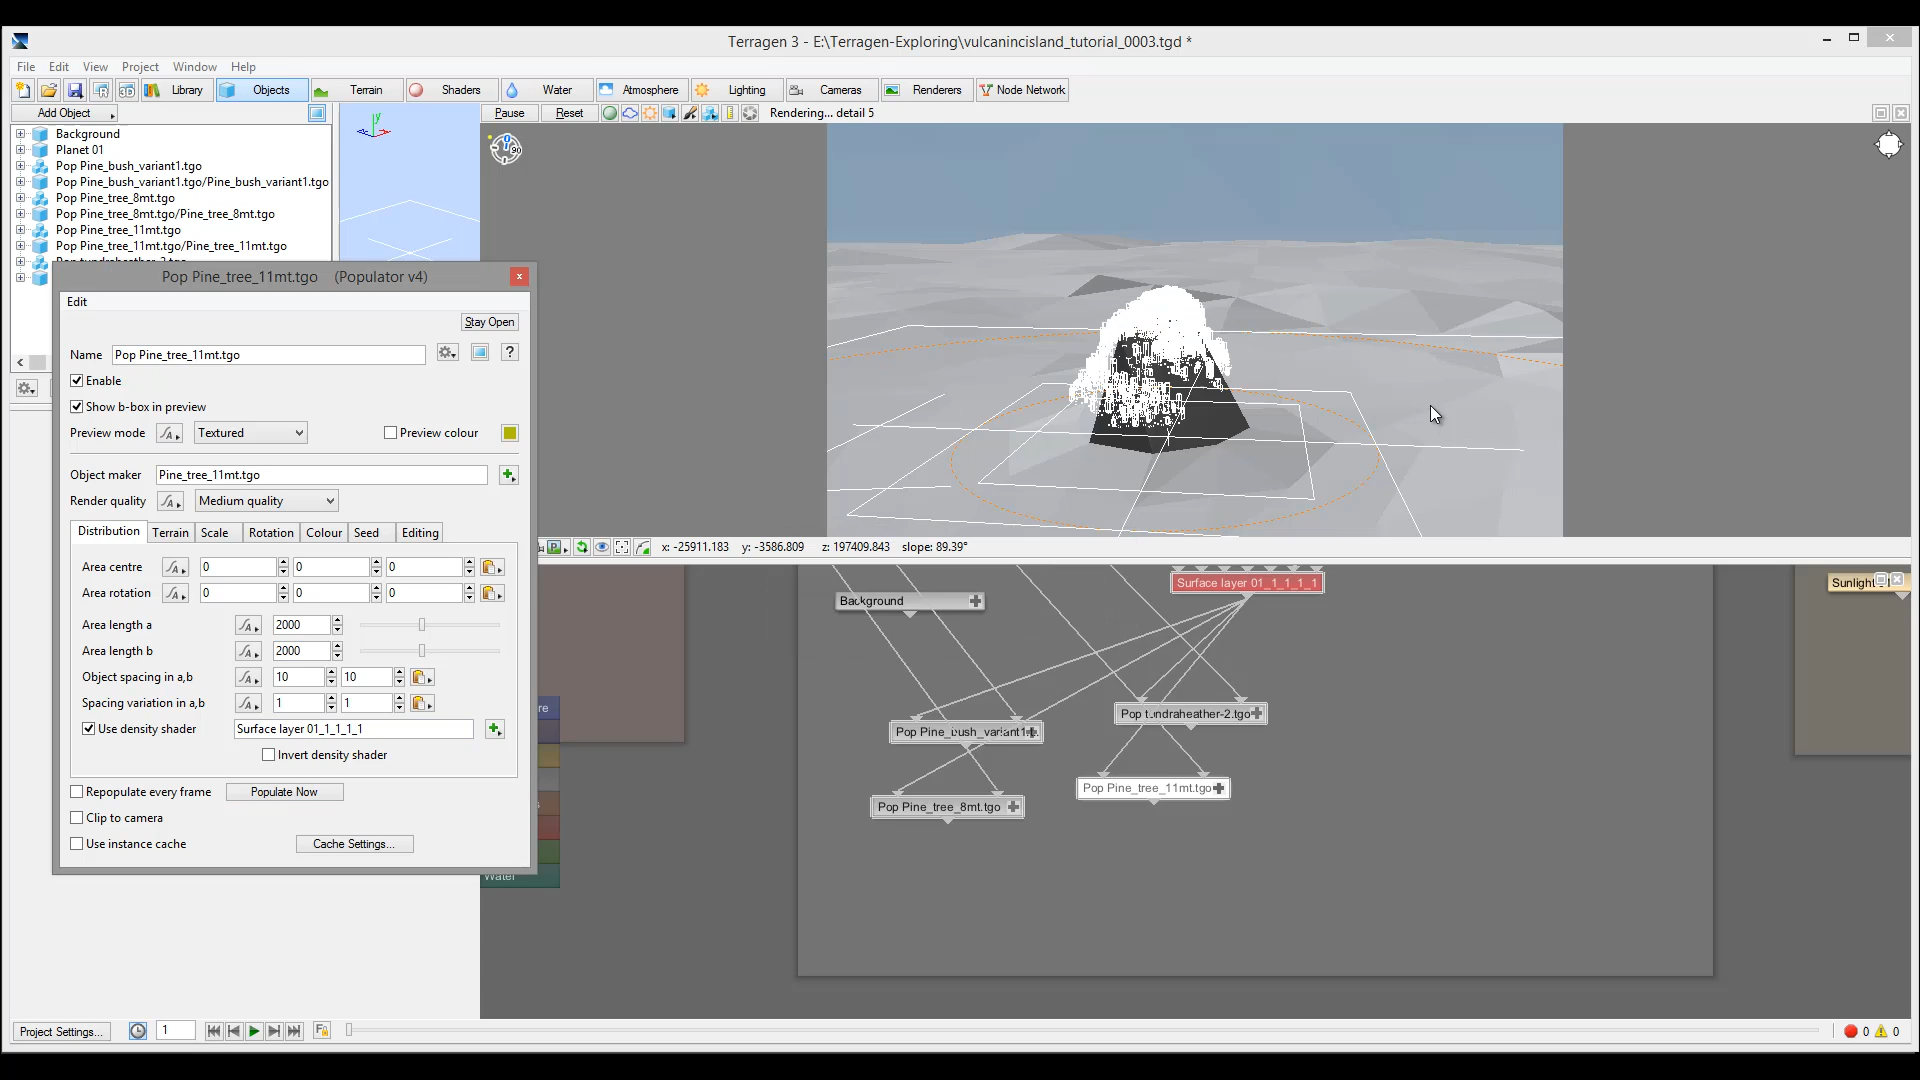 Terragen 3 - E:\Terragen-Exploring\vulcanincisland_tutorial_0003.tgd *
File Edit View Project Window Help
Library Objects Terrain Shaders Water Atmosphere Lighting Cameras Renderers Node Network
Add Object Pause Reset Rendering... detail 5
Background
Planet 01
Pop Pine_bush_variant1.tgo
Pop Pine_bush_variant1.tgo/Pine_bush_variant1.tgo
Pop Pine_tree_8mt.tgo
Pop Pine_tree_8mt.tgo/Pine_tree_8mt.tgo
Pop Pine_tree_11mt.tgo
Pop Pine_tree_11mt.tgo/Pine_tree_11mt.tgo
Pop tundraheather-2.tgo
y
90
Pop Pine_tree_11mt.tgo (Populator v4) x
Edit
Stay Open
Name Pop Pine_tree_11mt.tgo ?
Enable
Show b-box in preview
Preview mode Textured Preview colour
Object maker Pine_tree_11mt.tgo
Render quality Medium quality
Distribution Terrain Scale Rotation Colour Seed Editing
Area centre 0 0 0
Area rotation 0 0 0
Area length a 2000
Area length b 2000
Object spacing in a,b 10 10
Spacing variation in a,b 1 1
Use density shader Surface layer 01_1_1_1_1
Invert density shader
Repopulate every frame Populate Now
Clip to camera
Use instance cache Cache Settings...
x: -25911.183 y: -3586.809 z: 197409.843 slope: 89.39°
Surface layer 01_1_1_1_1
Sunlight
Background
re
Pop Pine_bush_variant1.
Pop tundraheather-2.tgo
Pop Pine_tree_11mt.tgo
Pop Pine_tree_8mt.tgo
s
Water
Project Settings... 1 0 0